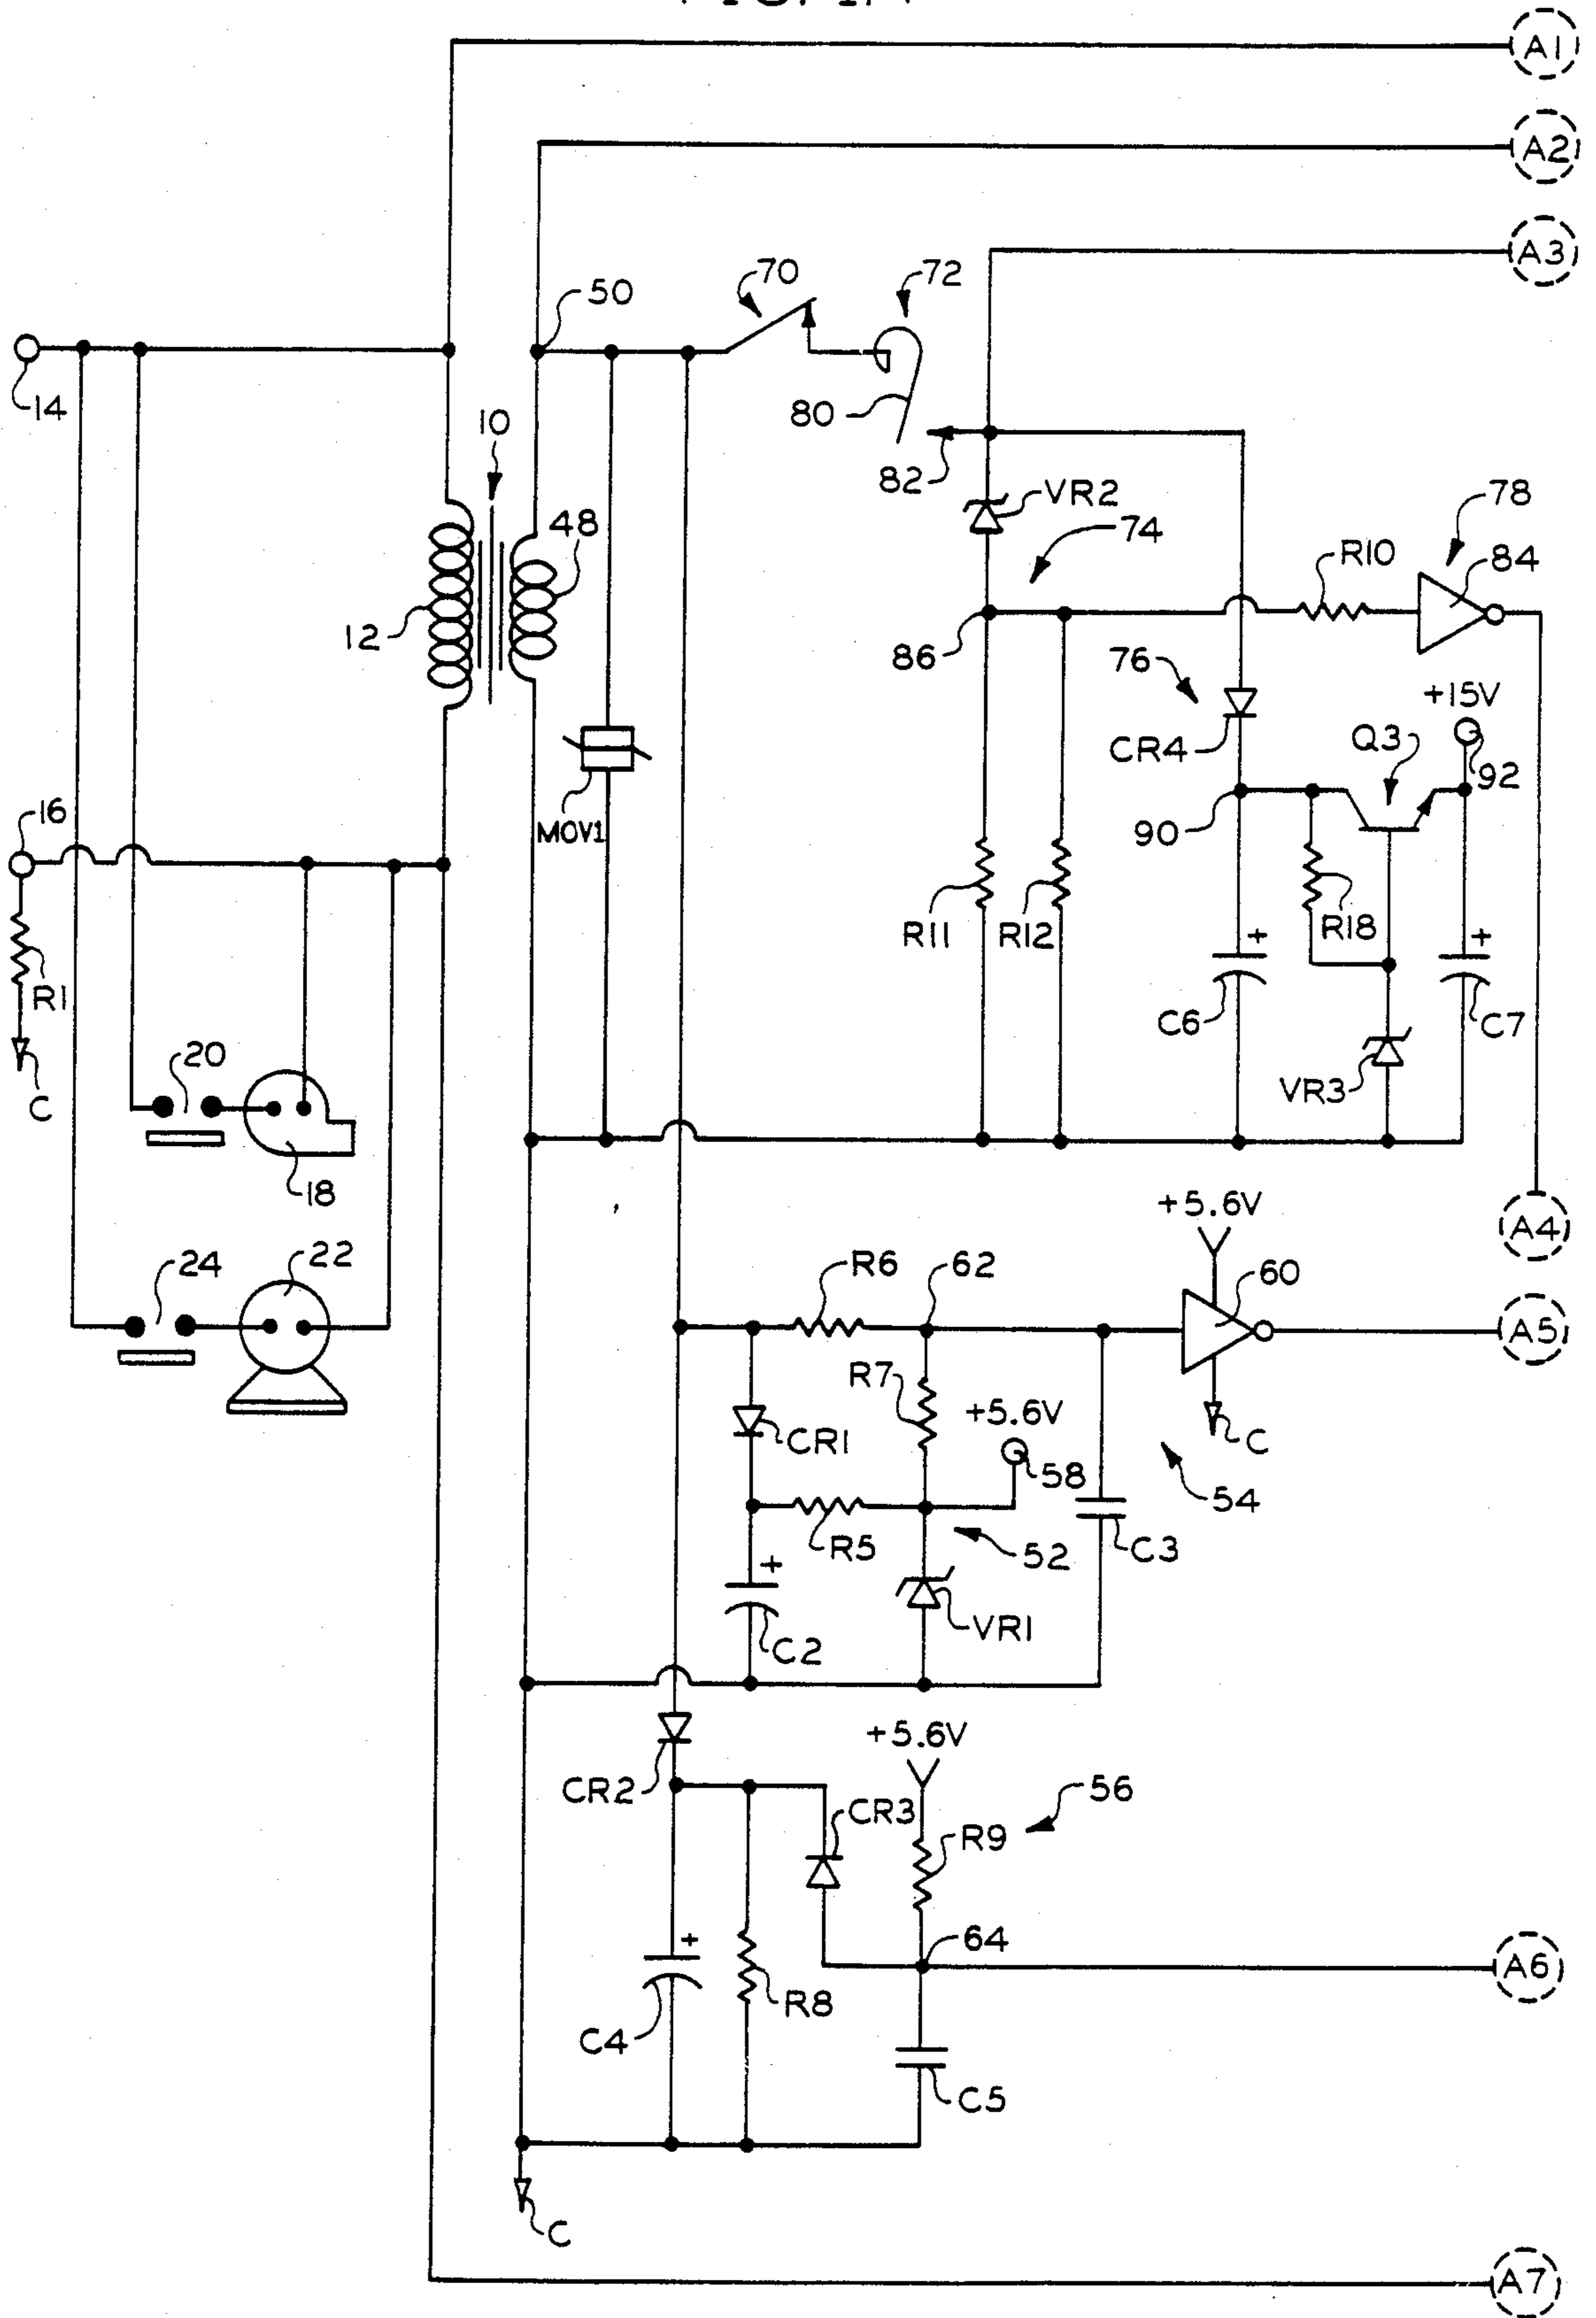 A1
A2
A3
70
72
50
14
80
10
82
VR2
78
48
74
R10
84
12
86
76
+15V
CR4
Q3
92
16
MOV1
90
R11
R12
+
R18
+
R1
C6
C7
20
VR3
C
18
+5.6V
A4
24
22
R6
62
60
A5
R7
+5.6V
CR1
58
C
54
R5
52
C3
+
VR1
C2
+5.6V
CR2
CR3
56
R9
+
64
A6
R8
C4
C5
C
A7